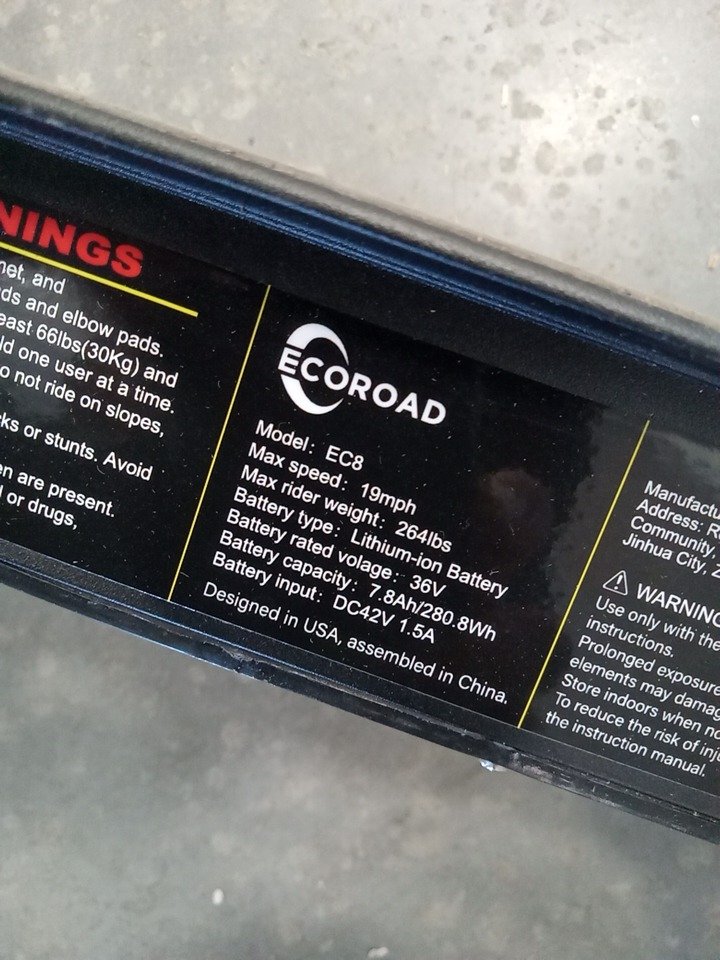 NINGS
net, and
ds and elbow pads.
east 66lbs(30Kg) and
ld one user at a time.
o not ride on slopes,
ks or stunts. Avoid
en are present.
l or drugs,
ECOROAD
Model: EC8
Max speed: 19mph
Max rider weight: 264lbs
Battery type: Lithium-ion Battery
Battery rated volage: 36V
Battery capacity: 7.8Ah/280.8Wh
Battery input: DC42V 1.5A
Designed in USA, assembled in China.
Manufactu
Address: R
Community,
Jinhua City, Z
WARNING
Use only with the
instructions.
Prolonged exposure
elements may damag
Store indoors when no
To reduce the risk of inju
the instruction manual.